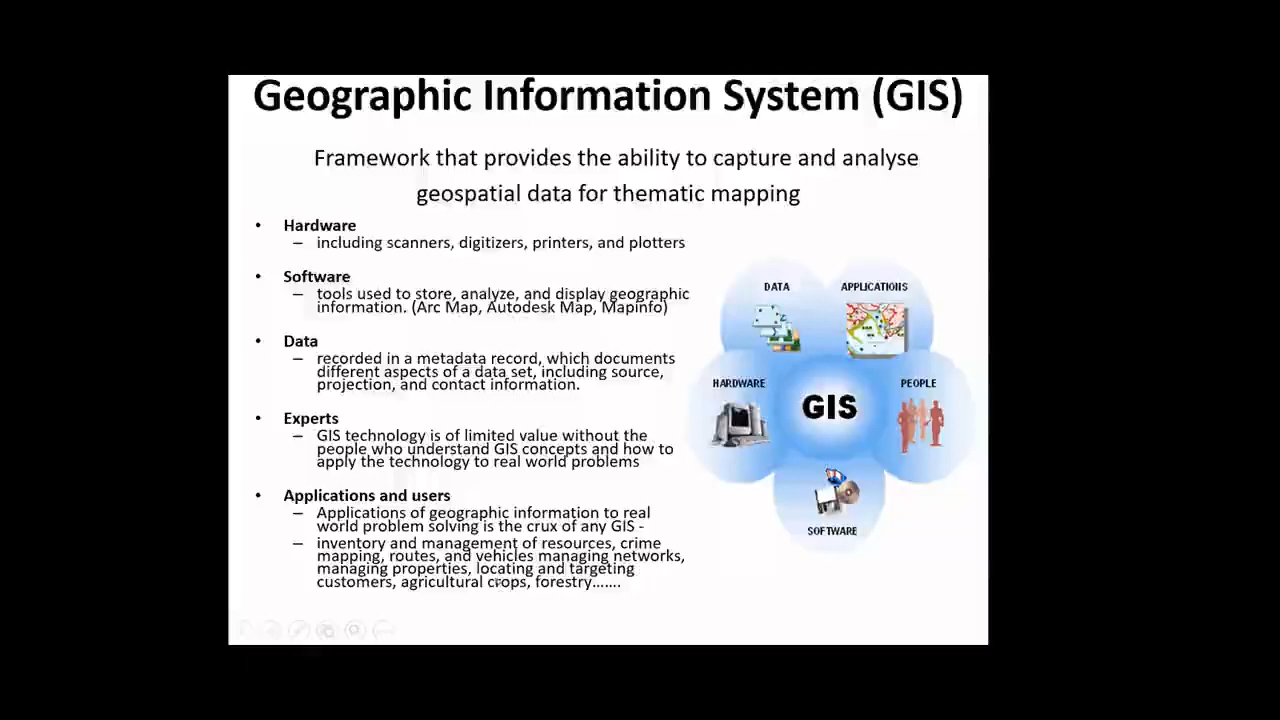 Geographic Information System (GIS)
Framework that provides the ability to capture and analyse
geospatial data for thematic mapping
• Hardware
– including scanners, digitizers, printers, and plotters
• Software
– tools used to store, analyze, and display geographic
information. (Arc Map, Autodesk Map, Mapinfo)
• Data
– recorded in a metadata record, which documents
different aspects of a data set, including source,
projection, and contact information.
• Experts
– GIS technology is of limited value without the
people who understand GIS concepts and how to
apply the technology to real world problems
• Applications and users
– Applications of geographic information to real
world problem solving is the crux of any GIS -
– inventory and management of resources, crime
mapping, routes, and vehicles managing networks,
managing properties, locating and targeting
customers, agricultural crops, forestry…….
DATA
APPLICATIONS
HARDWARE
GIS
PEOPLE
SOFTWARE